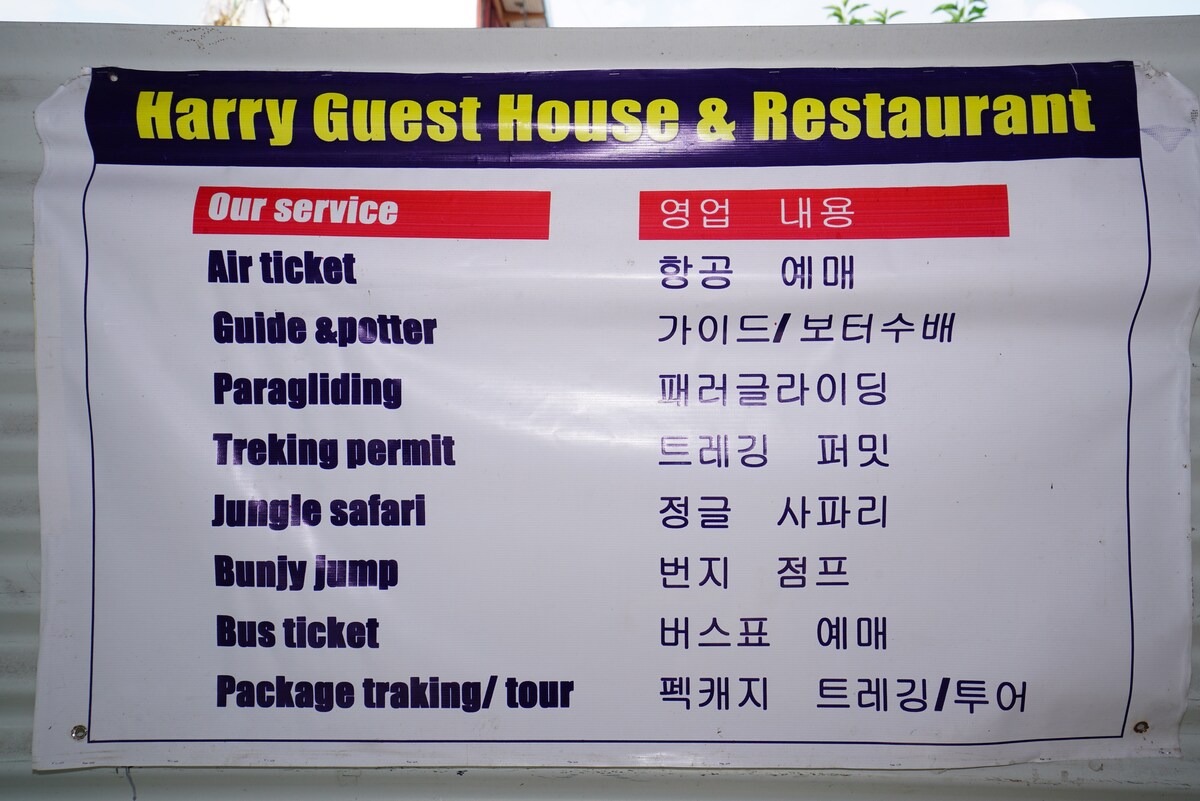 Harry Guest House & Restaurant
Our service 영업 내용
Air ticket 항공 예매
Guide &potter 가이드/ 보터수배
Paragliding 패러글라이딩
Treking permit 트레깅 퍼밋
Jungle safari 정글 사파리
Bunjy jump 번지 점프
Bus ticket 버스표 예매
Package traking/ tour 펙캐지 트레깅/투어